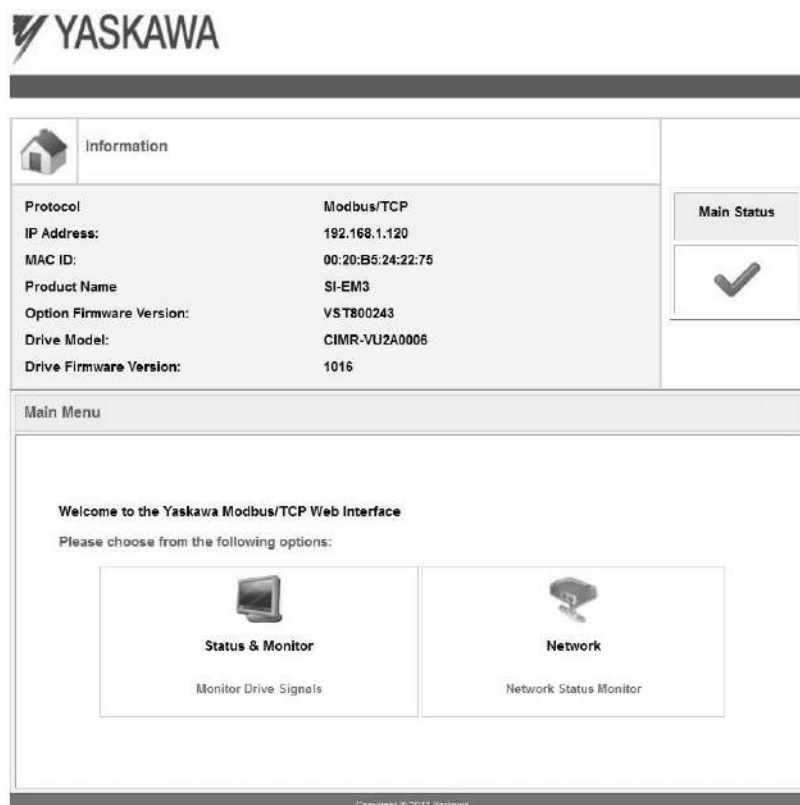 YASKAWA
Information
Protocol Modbus/TCP
IP Address: 192.168.1.120
MAC ID: 00:20:B5:24:22:75
Product Name SI-EM3
Option Firmware Version: VST800243
Drive Model: CIMR-VU2A0006
Drive Firmware Version: 1016
Main Status
Main Menu
Welcome to the Yaskawa Modbus/TCP Web Interface
Please choose from the following options:
Status & Monitor Network
Monitor Drive Signals Network Status Monitor
Copyright © Yaskawa